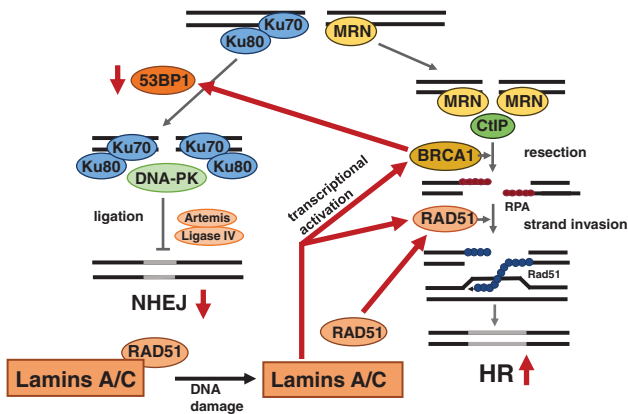 Ku70
Ku80
MRN
53BP1
MRN
MRN
CtIP
Ku70
Ku80
Ku70
Ku80
DNA-PK
BRCA1
resection
transcriptional
activation
RPA
ligation
Artemis
Ligase IV
RAD51
strand invasion
Rad51
NHEJ
RAD51
RAD51
HR
Lamins A/C
DNA
damage
Lamins A/C